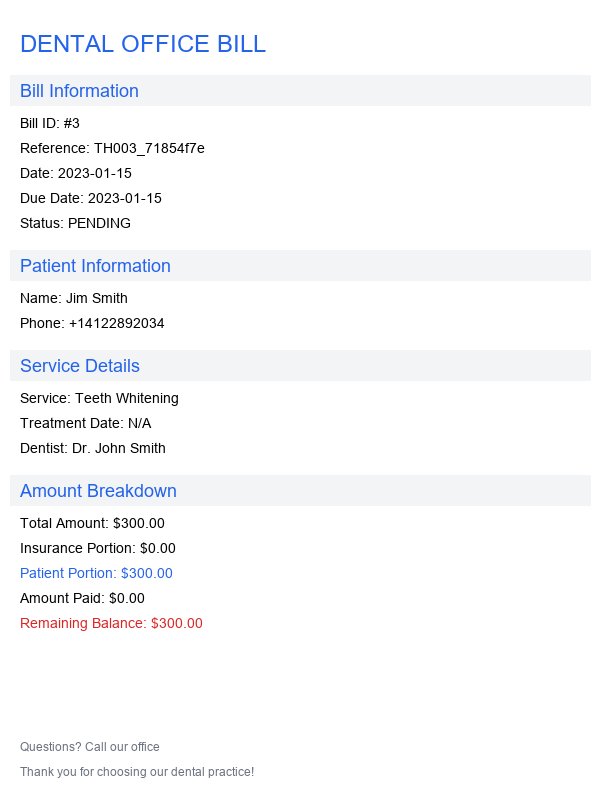 DENTAL OFFICE BILL
Bill Information
Bill ID: #3
Reference: TH003_71854f7e
Date: 2023-01-15
Due Date: 2023-01-15
Status: PENDING
Patient Information
Name: Jim Smith
Phone: +14122892034
Service Details
Service: Teeth Whitening
Treatment Date: N/A
Dentist: Dr. John Smith
Amount Breakdown
Total Amount: $300.00
Insurance Portion: $0.00
Patient Portion: $300.00
Amount Paid: $0.00
Remaining Balance: $300.00
Questions? Call our office
Thank you for choosing our dental practice!